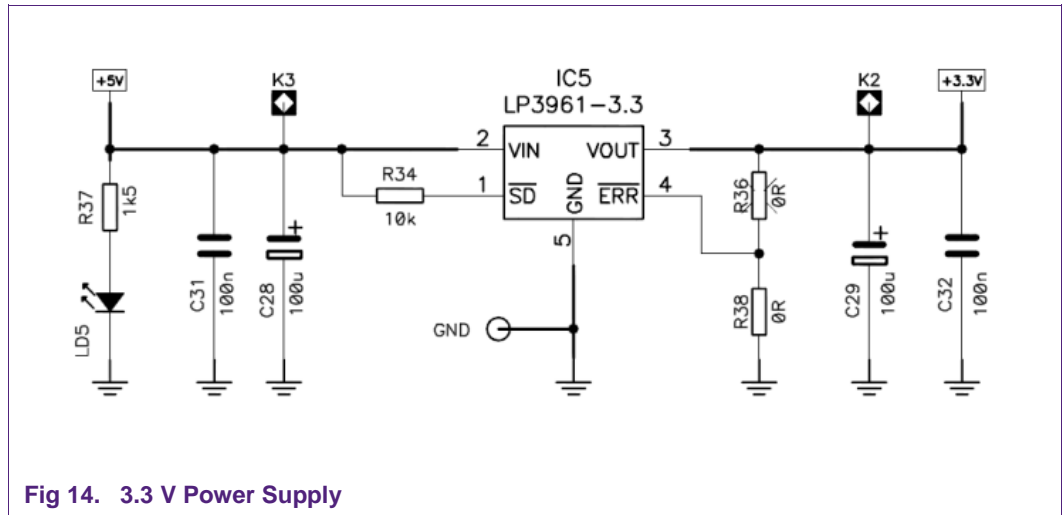 +5V
K3
IC5
LP3961-3.3
K2
+3.3V
2
VIN
VOUT
3
R34
10k
1
SD
GND
ERR
4
5
R37
1k5
R36
0R
LD5
C31
100n
C28
100u
GND
R38
0R
C29
100u
C32
100n
Fig 14. 3.3 V Power Supply